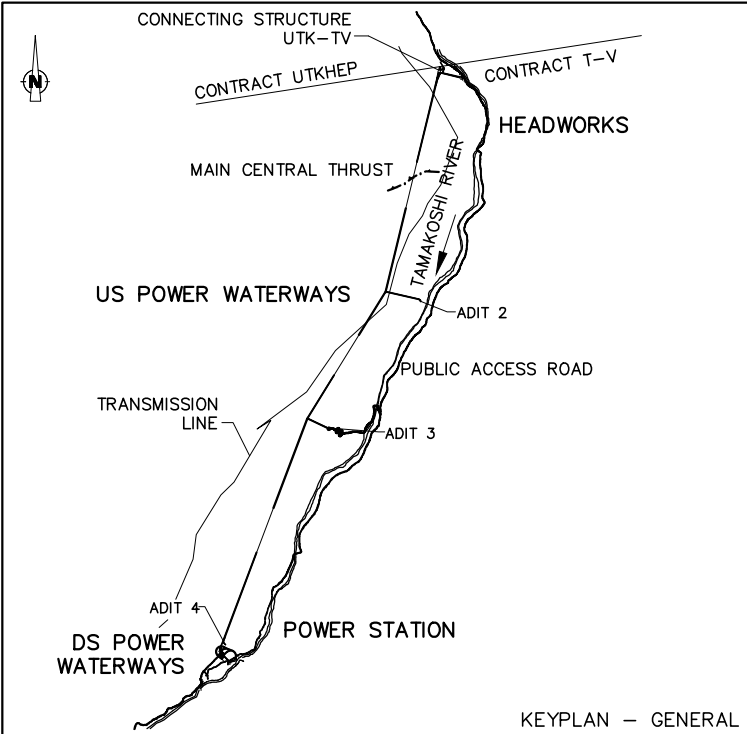 CONNECTING STRUCTURE
UTK-TV
N
CONTRACT UTKHEP
CONTRACT T-V
HEADWORKS
MAIN CENTRAL THRUST
TAMAKOSHI RIVER
US POWER WATERWAYS
ADIT 2
PUBLIC ACCESS ROAD
TRANSMISSION
LINE
ADIT 3
ADIT 4
DS POWER
WATERWAYS
POWER STATION
KEYPLAN - GENERAL